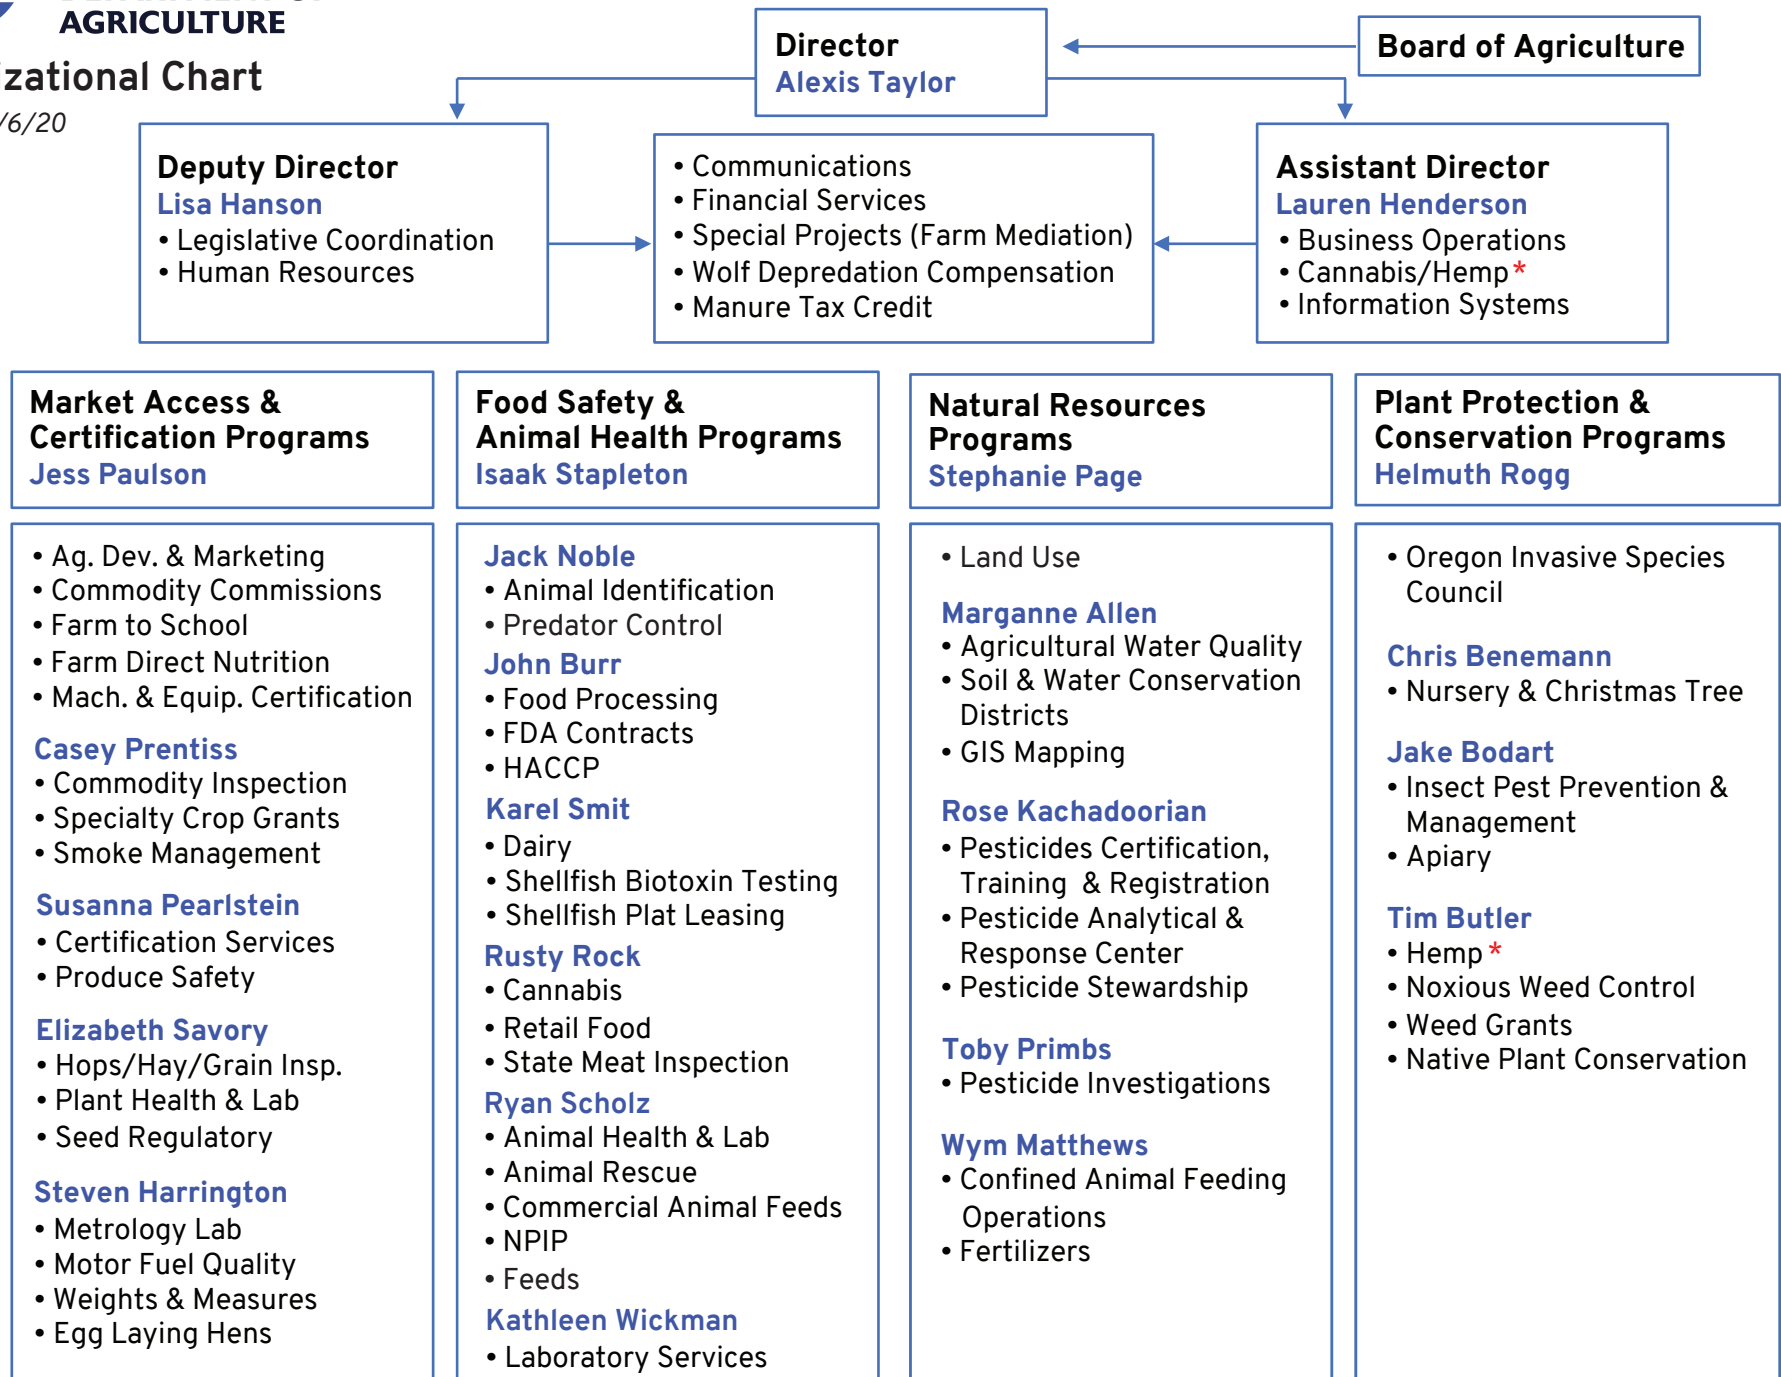 AGRICULTURE
izational Chart
/6/20
Director
Alexis Taylor
Board of Agriculture
Deputy Director
Lisa Hanson
• Legislative Coordination
• Human Resources
• Communications
• Financial Services
• Special Projects (Farm Mediation)
• Wolf Depredation Compensation
• Manure Tax Credit
Assistant Director
Lauren Henderson
• Business Operations
• Cannabis/Hemp*
• Information Systems
Market Access &
Certification Programs
Jess Paulson
• Ag. Dev. & Marketing
• Commodity Commissions
• Farm to School
• Farm Direct Nutrition
• Mach. & Equip. Certification
Casey Prentiss
• Commodity Inspection
• Specialty Crop Grants
• Smoke Management
Susanna Pearlstein
• Certification Services
• Produce Safety
Elizabeth Savory
• Hops/Hay/Grain Insp.
• Plant Health & Lab
• Seed Regulatory
Steven Harrington
• Metrology Lab
• Motor Fuel Quality
• Weights & Measures
• Egg Laying Hens
Food Safety &
Animal Health Programs
Isaak Stapleton
Jack Noble
• Animal Identification
• Predator Control
John Burr
• Food Processing
• FDA Contracts
• HACCP
Karel Smit
• Dairy
• Shellfish Biotoxin Testing
• Shellfish Plat Leasing
Rusty Rock
• Cannabis
• Retail Food
• State Meat Inspection
Ryan Scholz
• Animal Health & Lab
• Animal Rescue
• Commercial Animal Feeds
• NPIP
• Feeds
Kathleen Wickman
• Laboratory Services
Natural Resources
Programs
Stephanie Page
• Land Use
Marganne Allen
• Agricultural Water Quality
• Soil & Water Conservation
Districts
• GIS Mapping
Rose Kachadoorian
• Pesticides Certification,
Training & Registration
• Pesticide Analytical &
Response Center
• Pesticide Stewardship
Toby Primbs
• Pesticide Investigations
Wym Matthews
• Confined Animal Feeding
Operations
• Fertilizers
Plant Protection &
Conservation Programs
Helmuth Rogg
• Oregon Invasive Species
Council
Chris Benemann
• Nursery & Christmas Tree
Jake Bodart
• Insect Pest Prevention &
Management
• Apiary
Tim Butler
• Hemp*
• Noxious Weed Control
• Weed Grants
• Native Plant Conservation